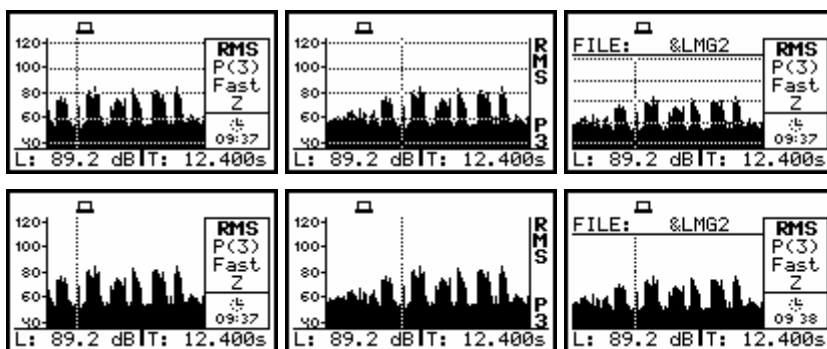 120
100
80
60
40
RMS
P(3)
Fast
Z
09:37
L: 89.2 dB T: 12.400s
120
100
80
60
40
RMS
P3
L: 89.2 dB T: 12.400s
FILE: &LMG2
RMS
P(3)
Fast
Z
09:37
L: 89.2 dB T: 12.400s
120
100
80
60
40
RMS
P(3)
Fast
Z
09:37
L: 89.2 dB T: 12.400s
120
100
80
60
40
RMS
P3
L: 89.2 dB T: 12.400s
FILE: &LMG2
RMS
P(3)
Fast
Z
09 38
L: 89.2 dB T: 12.400s